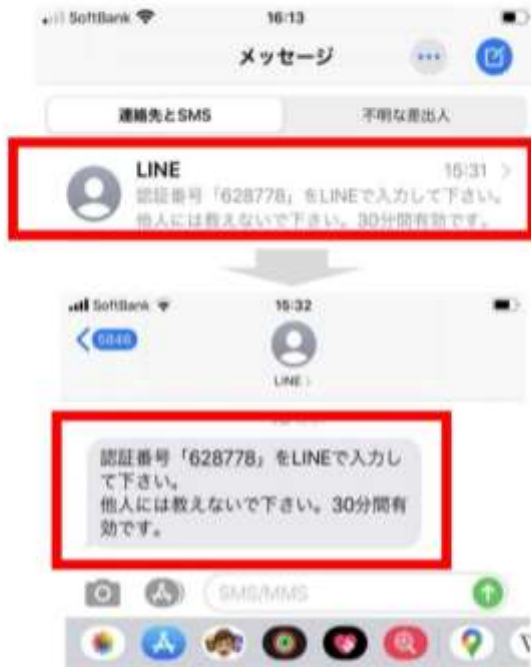 SoftBank
16:13
メッセージ
連絡先とSMS
不明な差出人
LINE
15:31
認証番号「628778」をLINEで入力して下さい。
他人には教えないで下さい。30分間有効です。
SoftBank
15:32
LINE
認証番号「628778」をLINEで入力し
て下さい。
他人には教えないで下さい。30分間有
効です。
SMS/MMS